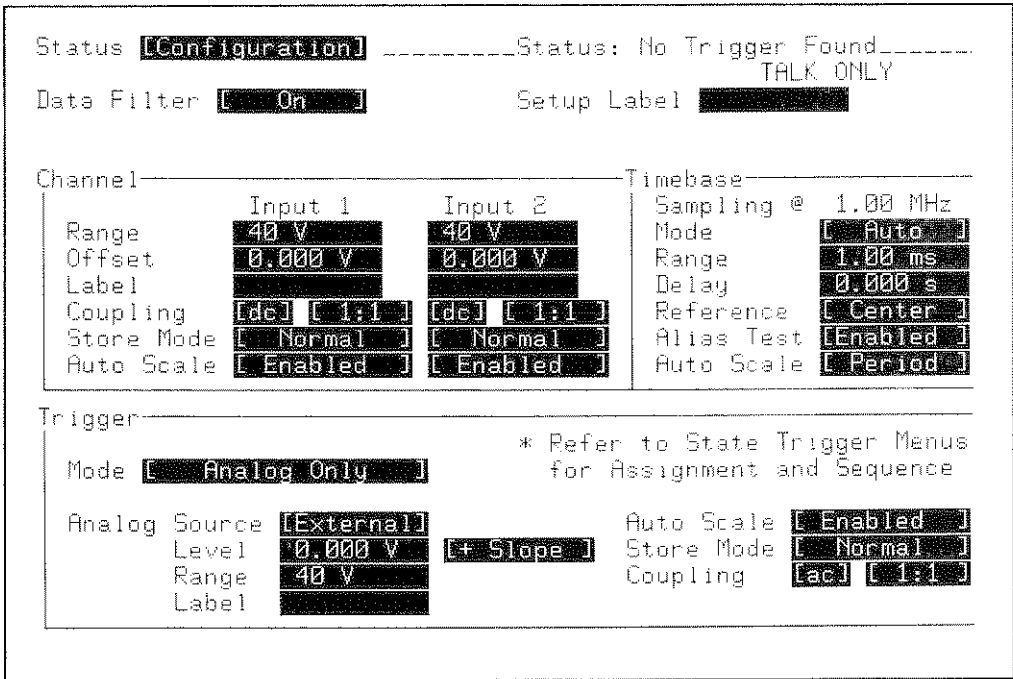 Status [Configuration] _________Status: No Trigger Found______
TALK ONLY
Data Filter [ On ] Setup Label
Channel
Input 1 Input 2
Range 40 V 40 V
Offset 0.000 V 0.000 V
Label
Coupling [dc] [ 1:1 ] [dc] [ 1:1 ]
Store Mode [ Normal ] [ Normal ]
Auto Scale [ Enabled ] [ Enabled ]
Timebase
Sampling @ 1.00 MHz
Mode [ Auto ]
Range 1.00 ms
Delay 0.000 s
Reference [ Center ]
Alias Test [Enabled ]
Auto Scale [ Period ]
Trigger
* Refer to State Trigger Menus
for Assignment and Sequence
Mode [ Analog Only ]
Analog Source [External]
Level 0.000 V [+ Slope ]
Range 40 V
Label
Auto Scale [ Enabled ]
Store Mode [ Normal ]
Coupling [ac] [ 1:1 ]